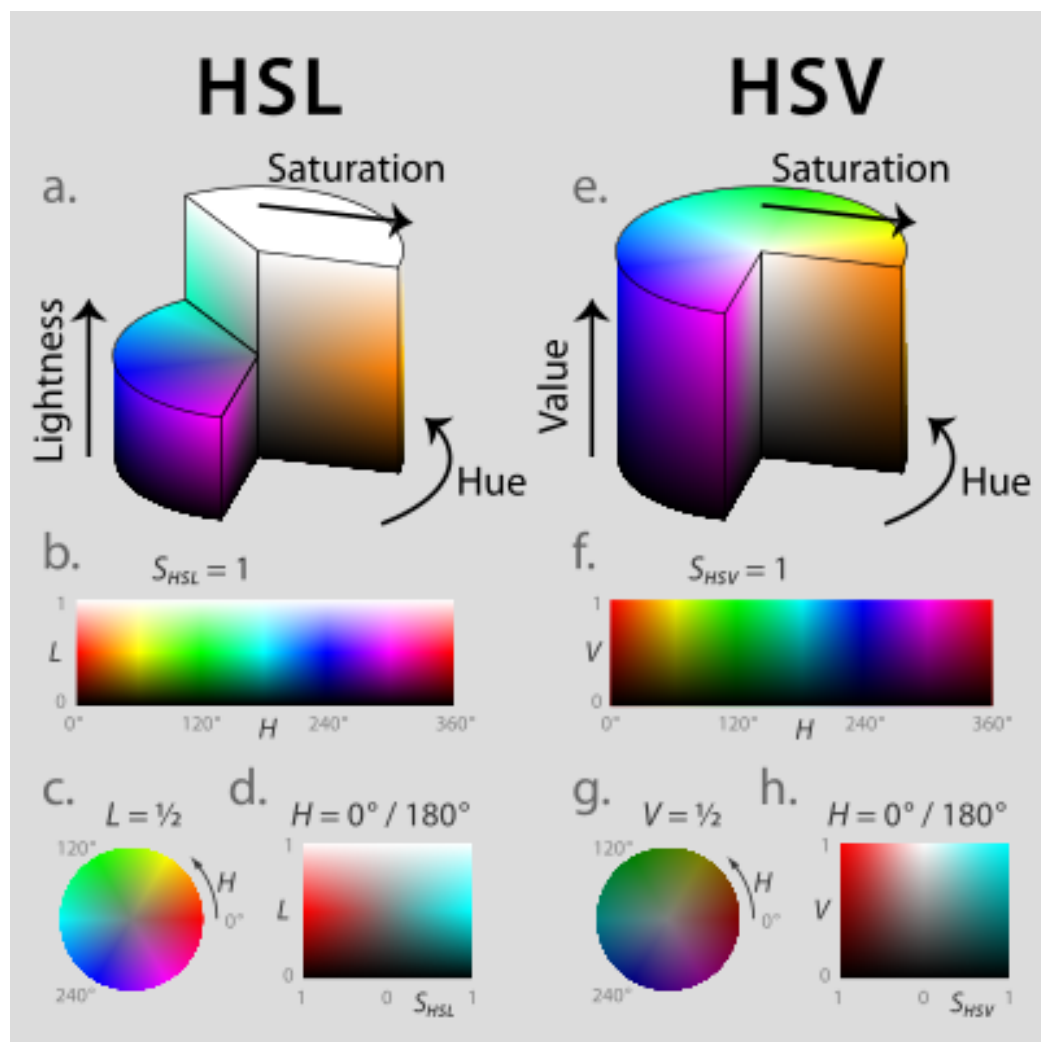 HSL
a.
Saturation
Lightness
Hue
b.
S_HSL = 1
1
L
0
0°
120°
H
240°
360°
c.
L = ½
120°
H
0°
240°
d.
H = 0° / 180°
1
L
0
1
0
S_HSL
1
HSV
e.
Saturation
Value
Hue
f.
S_HSV = 1
1
V
0
0°
120°
H
240°
360°
g.
V = ½
120°
H
0°
240°
h.
H = 0° / 180°
1
V
0
1
0
S_HSV
1